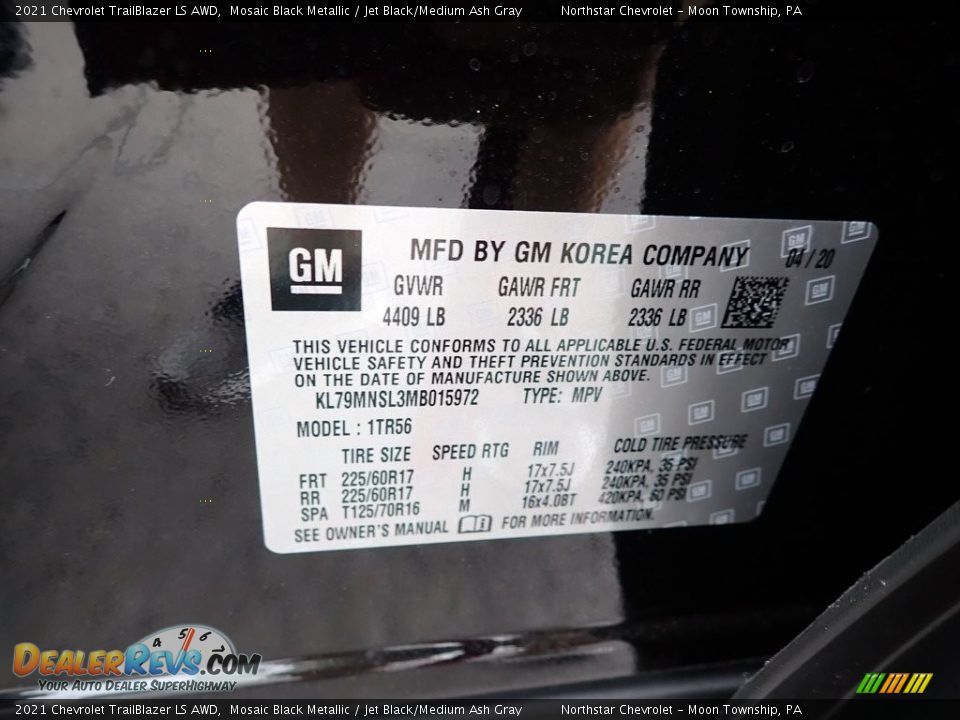 2021 Chevrolet TrailBlazer LS AWD,  Mosaic Black Metallic / Jet Black/Medium Ash Gray        Northstar Chevrolet – Moon Township, PA
GM MFD BY GM KOREA COMPANY 04/20
GVWR GAWR FRT GAWR RR
4409 LB 2336 LB 2336 LB
THIS VEHICLE CONFORMS TO ALL APPLICABLE U.S. FEDERAL MOTOR
VEHICLE SAFETY AND THEFT PREVENTION STANDARDS IN EFFECT
ON THE DATE OF MANUFACTURE SHOWN ABOVE.
KL79MNSL3MB015972 TYPE: MPV
MODEL : 1TR56
TIRE SIZE SPEED RTG RIM COLD TIRE PRESSURE
FRT 225/60R17 H 17x7.5J 240KPA, 35 PSI
RR 225/60R17 H 17x7.5J 240KPA, 35 PSI
SPA T125/70R16 M 16x4.0BT 420KPA, 60 PSI
SEE OWNER'S MANUAL FOR MORE INFORMATION.
4 5 6
DEALERREVS.COM
YOUR AUTO DEALER SUPERHIGHWAY
2021 Chevrolet TrailBlazer LS AWD,  Mosaic Black Metallic / Jet Black/Medium Ash Gray        Northstar Chevrolet – Moon Township, PA